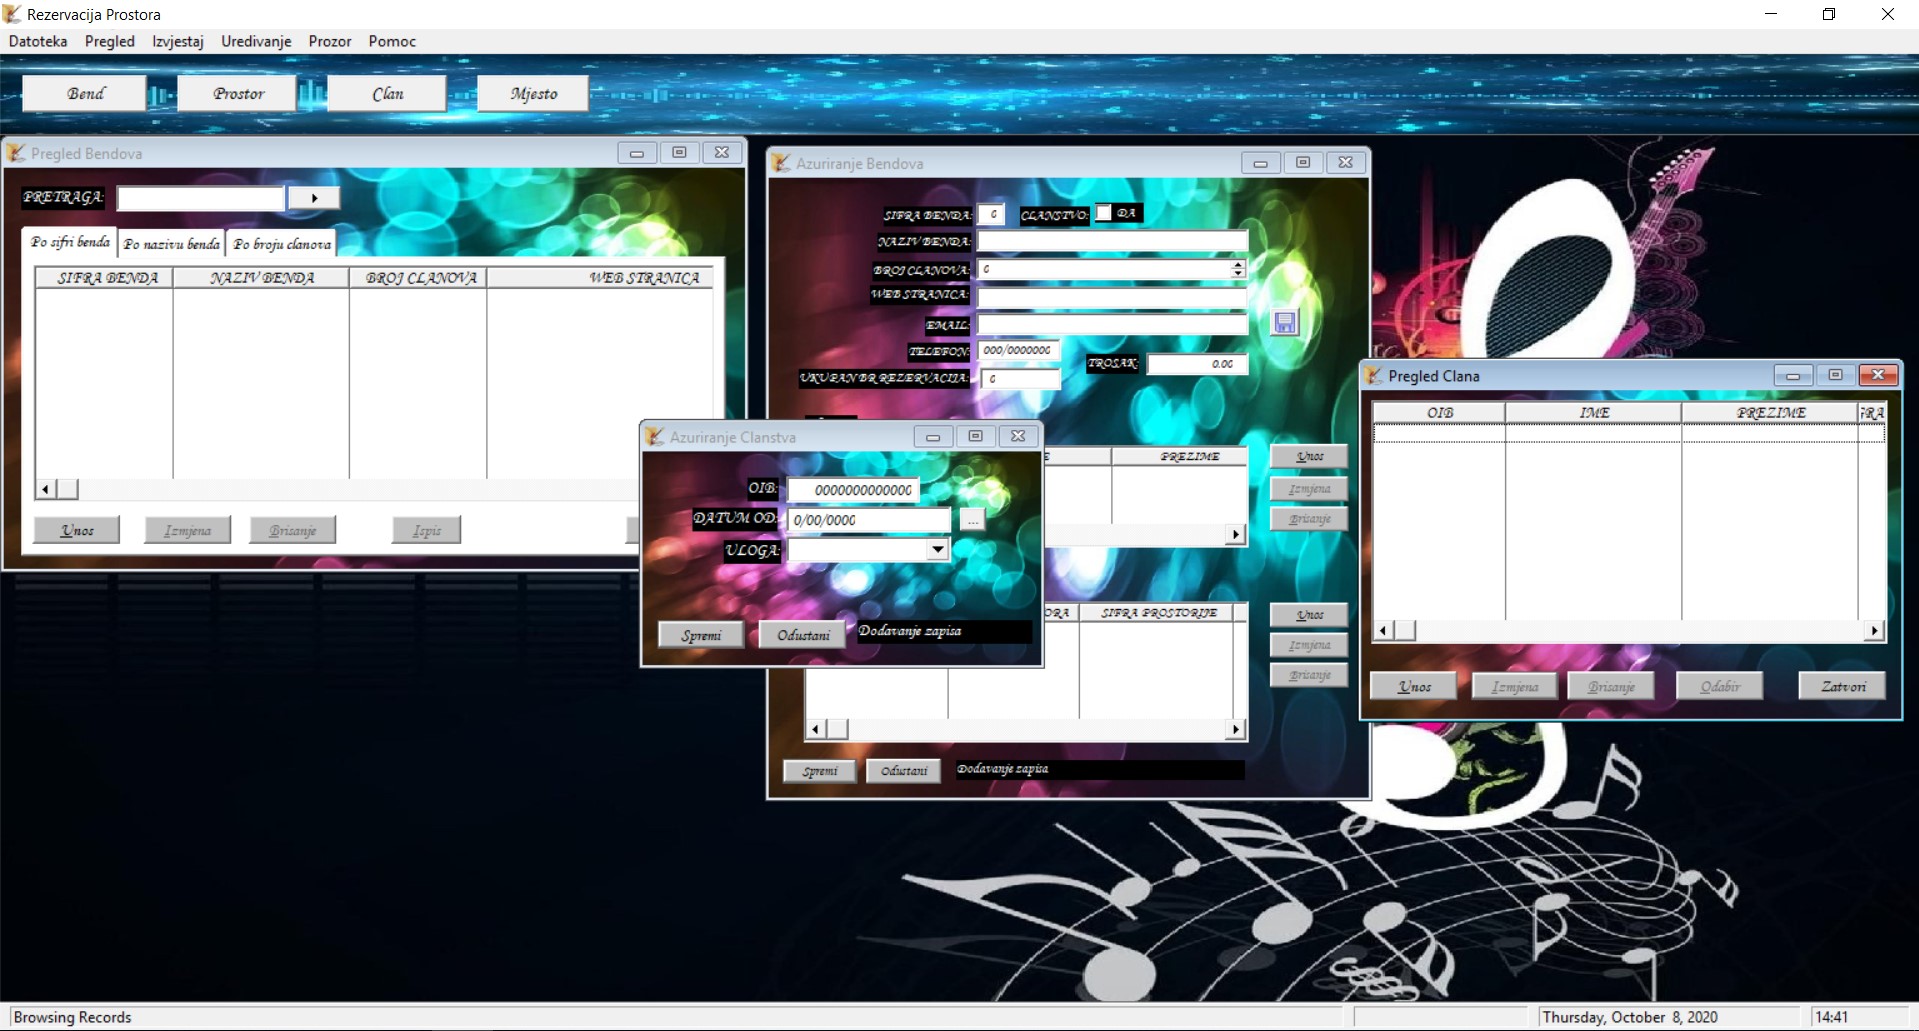 Rezervacija Prostora
Datoteka Pregled Izvjestaj Uredivanje Prozor Pomoc
Bend Prostor Clan Mjesto
Pregled Bendova
PRETRAGA:
Po sifri benda Po nazivu benda Po broju clanova
SIFRA BENDA NAZIV BENDA BROJ CLANOVA WEB STRANICA
Unos Izmjena Brisanje Ispis
Azuriranje Bendova
SIFRA BENDA: 0 CLANSTVO: DA
NAZIV BENDA:
BROJ CLANOVA: 0
WEB STRANICA:
EMAIL:
TELEFON: 000/0000000
TROSAK: 0.00
UKUPAN BR REZERVACIJA: 0
PREZIME
Unos
Izmjena
Brisanje
ORA SIFRA PROSTORIJE
Unos
Izmjena
Brisanje
Spremi Odustani Dodavanje zapisa
Azuriranje Clanstva
OIB: 0000000000000
DATUM OD: 0/00/0000 ...
ULOGA:
Spremi Odustani Dodavanje zapisa
Pregled Clana
OIB IME PREZIME FRA
Unos Izmjena Brisanje Odabir Zatvori
Browsing Records Thursday, October 8, 2020 14:41